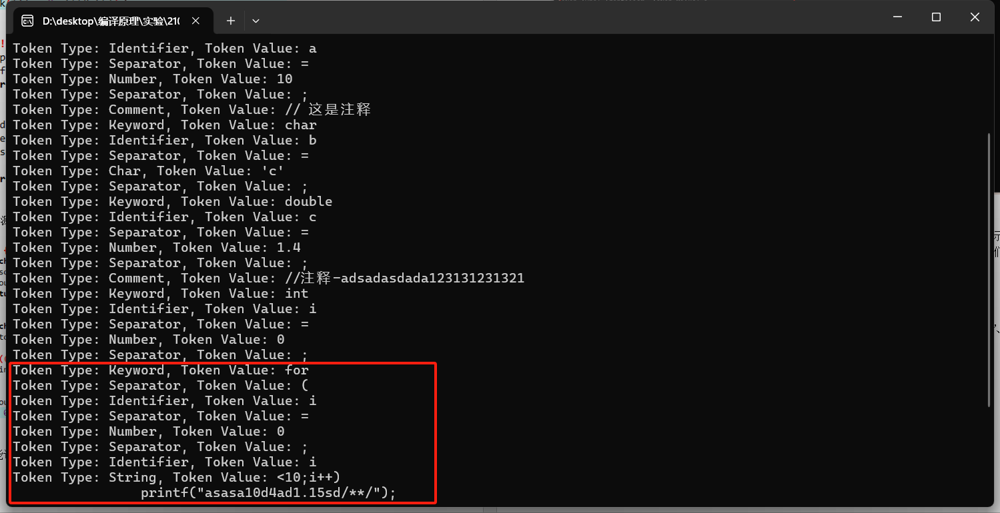 D:\desktop\编译原理\实验\210
Token Type: Identifier, Token Value: a
Token Type: Separator, Token Value: =
Token Type: Number, Token Value: 10
Token Type: Separator, Token Value: ;
Token Type: Comment, Token Value: // 这是注释
Token Type: Keyword, Token Value: char
Token Type: Identifier, Token Value: b
Token Type: Separator, Token Value: =
Token Type: Char, Token Value: 'c'
Token Type: Separator, Token Value: ;
Token Type: Keyword, Token Value: double
Token Type: Identifier, Token Value: c
Token Type: Separator, Token Value: =
Token Type: Number, Token Value: 1.4
Token Type: Separator, Token Value: ;
Token Type: Comment, Token Value: //注释-adsadasdada123131231321
Token Type: Keyword, Token Value: int
Token Type: Identifier, Token Value: i
Token Type: Separator, Token Value: =
Token Type: Number, Token Value: 0
Token Type: Separator, Token Value: ;
Token Type: Keyword, Token Value: for
Token Type: Separator, Token Value: (
Token Type: Identifier, Token Value: i
Token Type: Separator, Token Value: =
Token Type: Number, Token Value: 0
Token Type: Separator, Token Value: ;
Token Type: Identifier, Token Value: i
Token Type: String, Token Value: <10;i++)
printf("asasa10d4ad1.15sd/**/");